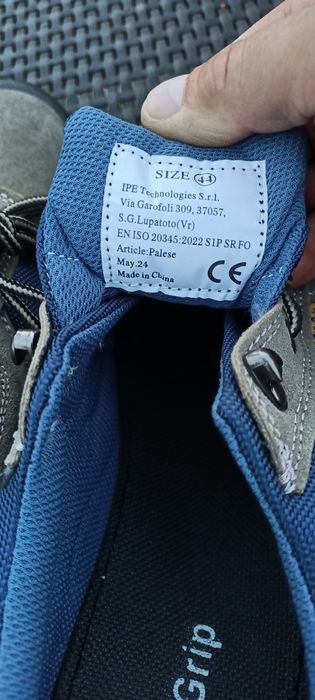 SIZE 44
IPE Technologies S.r.l.
Via Garofoli 309, 37057,
S.G.Lupatoto(Vr)
EN ISO 20345:2022 S1P SR FO
Article:Palese
May.24
Made in China
CE
Grip